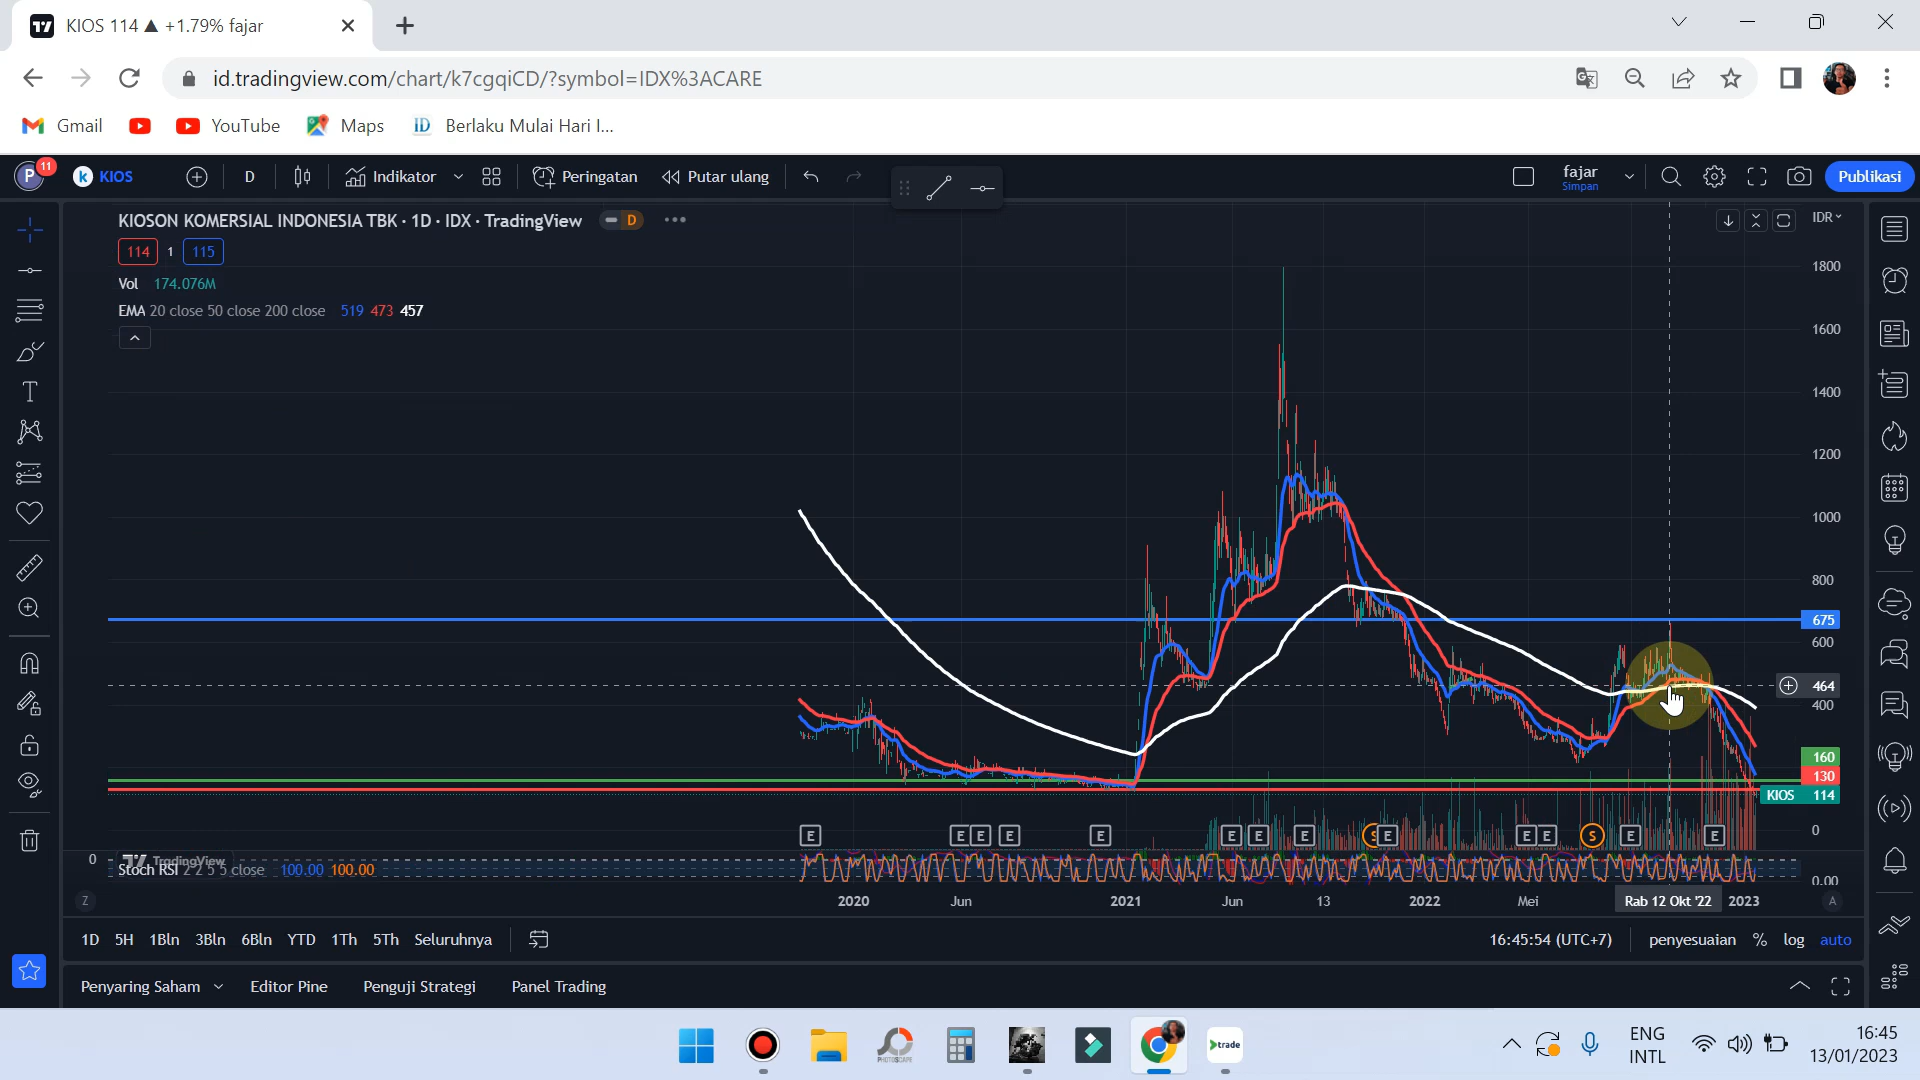 KIOS 114 ▲ +1.79% fajar
id.tradingview.com/chart/k7cgqiCD/?symbol=IDX%3ACARE
Gmail YouTube Maps ID Berlaku Mulai Hari I...
P 11 k KIOS D Indikator Peringatan Putar ulang fajar Simpan Publikasi
KIOSON KOMERSIAL INDONESIA TBK · 1D · IDX · TradingView D
IDR
114 1 115
Vol 174.076M
EMA 20 close 50 close 200 close 519 473 457
1800
1600
1400
1200
1000
800
675
600
464
400
160
130
KIOS 114
0
E E E E E E E E S E E E S E E
0 TradingView
Stoch RSI 2 2 5 5 close 100.00 100.00
0.00
Z 2020 Jun 2021 Jun 13 2022 Mei Rab 12 Okt '22 2023 A
1D 5H 1Bln 3Bln 6Bln YTD 1Th 5Th Seluruhnya 16:45:54 (UTC+7) penyesuaian % log auto
Penyaring Saham Editor Pine Penguji Strategi Panel Trading
PHOTOSCAPE trade
ENG INTL
16:45
13/01/2023